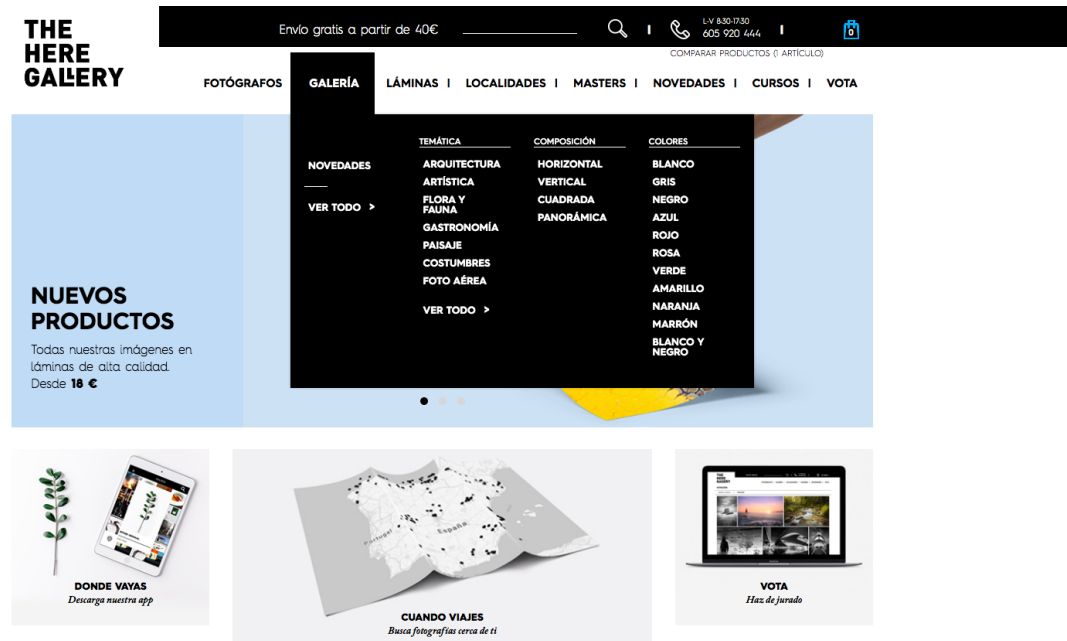 THE
HERE
GALLERY
Envío gratis a partir de 40€
L-V 8:30-17:30
605 920 444
0
COMPARAR PRODUCTOS (1 ARTÍCULO)
FOTÓGRAFOS GALERÍA LÁMINAS LOCALIDADES MASTERS NOVEDADES CURSOS VOTA
NOVEDADES
VER TODO >
TEMÁTICA
ARQUITECTURA
ARTÍSTICA
FLORA Y
FAUNA
GASTRONOMÍA
PAISAJE
COSTUMBRES
FOTO AÉREA
VER TODO >
COMPOSICIÓN
HORIZONTAL
VERTICAL
CUADRADA
PANORÁMICA
COLORES
BLANCO
GRIS
NEGRO
AZUL
ROJO
ROSA
VERDE
AMARILLO
NARANJA
MARRÓN
BLANCO Y
NEGRO
NUEVOS
PRODUCTOS
Todas nuestras imágenes en
láminas de alta calidad.
Desde 18 €
DONDE VAYAS
Descarga nuestra app
Portugal
España
CUANDO VIAJES
Busca fotografías cerca de ti
THE
HERE
GALLERY
VOTA
Haz de jurado